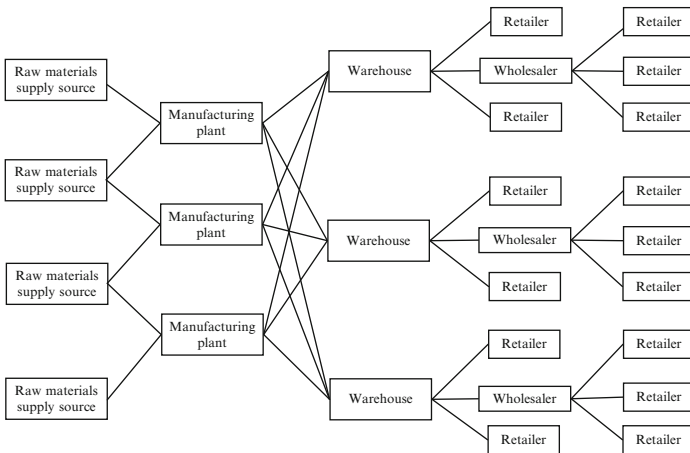 Raw materials
supply source
Raw materials
supply source
Raw materials
supply source
Raw materials
supply source
Manufacturing
plant
Manufacturing
plant
Manufacturing
plant
Warehouse
Warehouse
Warehouse
Retailer
Wholesaler
Retailer
Retailer
Retailer
Retailer
Retailer
Wholesaler
Retailer
Retailer
Retailer
Retailer
Retailer
Wholesaler
Retailer
Retailer
Retailer
Retailer